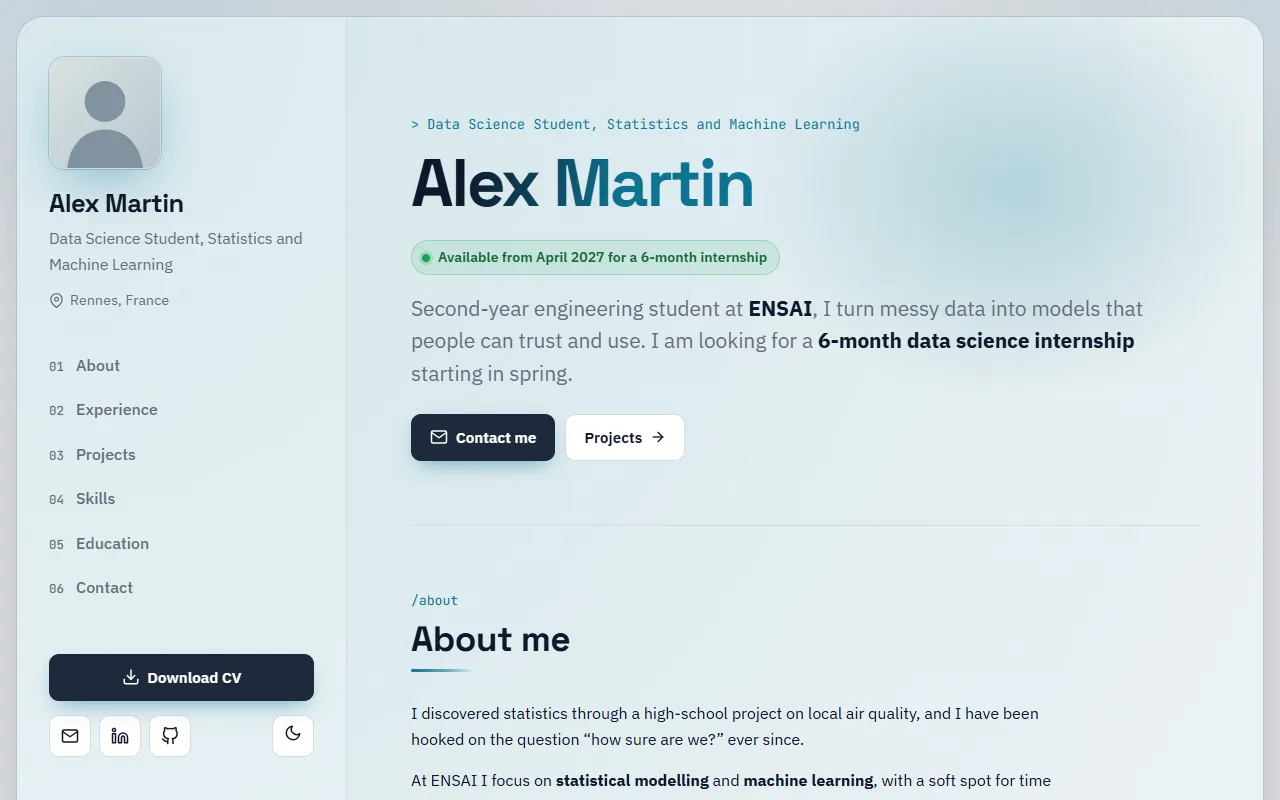 Alex Martin
Data Science Student, Statistics and
Machine Learning
Rennes, France
01 About
02 Experience
03 Projects
04 Skills
05 Education
06 Contact
Download CV
> Data Science Student, Statistics and Machine Learning
Alex Martin
Available from April 2027 for a 6-month internship
Second-year engineering student at ENSAI, I turn messy data into models that
people can trust and use. I am looking for a 6-month data science internship
starting in spring.
Contact me
Projects →
/about
About me
I discovered statistics through a high-school project on local air quality, and I have been
hooked on the question “how sure are we?” ever since.
At ENSAI I focus on statistical modelling and machine learning, with a soft spot for time